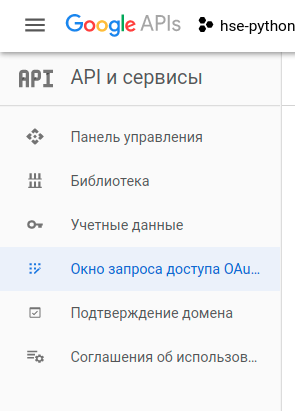 Google APIs hse-python
API API и сервисы
Панель управления
Библиотека
Учетные данные
Окно запроса доступа OAu...
Подтверждение домена
Соглашения об использов...